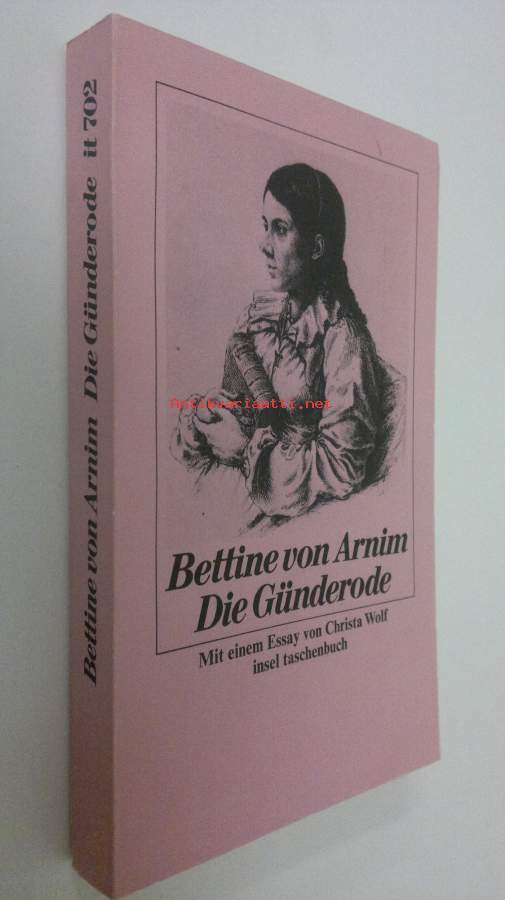 Bettine von Arnim Die Günderode it 702
Antikvariaatti.net
Bettine von Arnim
Die Günderode
Mit einem Essay von Christa Wolf
insel taschenbuch